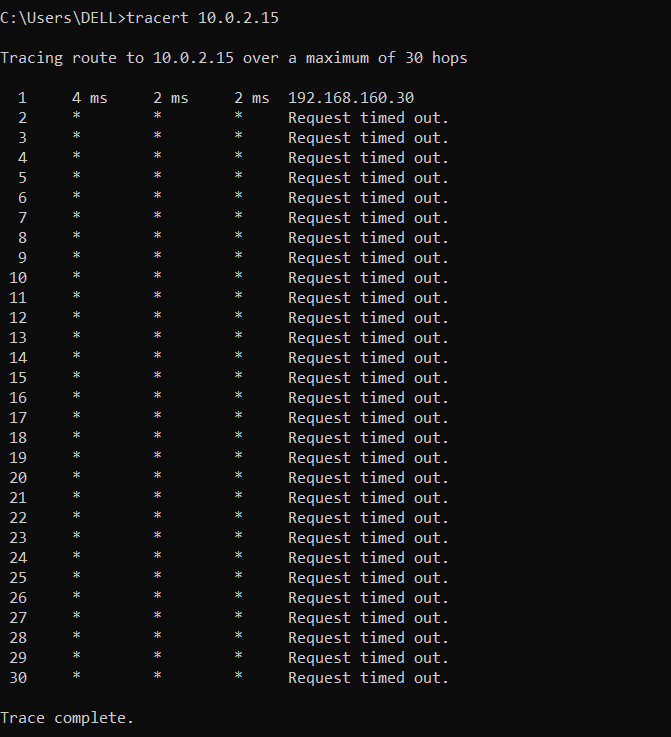 C:\Users\DELL>tracert 10.0.2.15
Tracing route to 10.0.2.15 over a maximum of 30 hops
1 4 ms 2 ms 2 ms 192.168.160.30
2 * * * Request timed out.
3 * * * Request timed out.
4 * * * Request timed out.
5 * * * Request timed out.
6 * * * Request timed out.
7 * * * Request timed out.
8 * * * Request timed out.
9 * * * Request timed out.
10 * * * Request timed out.
11 * * * Request timed out.
12 * * * Request timed out.
13 * * * Request timed out.
14 * * * Request timed out.
15 * * * Request timed out.
16 * * * Request timed out.
17 * * * Request timed out.
18 * * * Request timed out.
19 * * * Request timed out.
20 * * * Request timed out.
21 * * * Request timed out.
22 * * * Request timed out.
23 * * * Request timed out.
24 * * * Request timed out.
25 * * * Request timed out.
26 * * * Request timed out.
27 * * * Request timed out.
28 * * * Request timed out.
29 * * * Request timed out.
30 * * * Request timed out.
Trace complete.